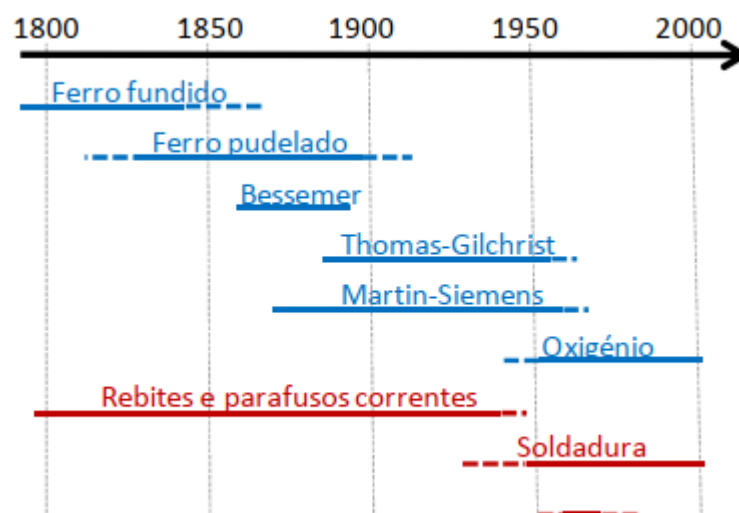 1800 1850 1900 1950 2000
Ferro fundido
Ferro pudelado
Bessemer
Thomas-Gilchrist
Martin-Siemens
Oxigénio
Rebites e parafusos correntes
Soldadura